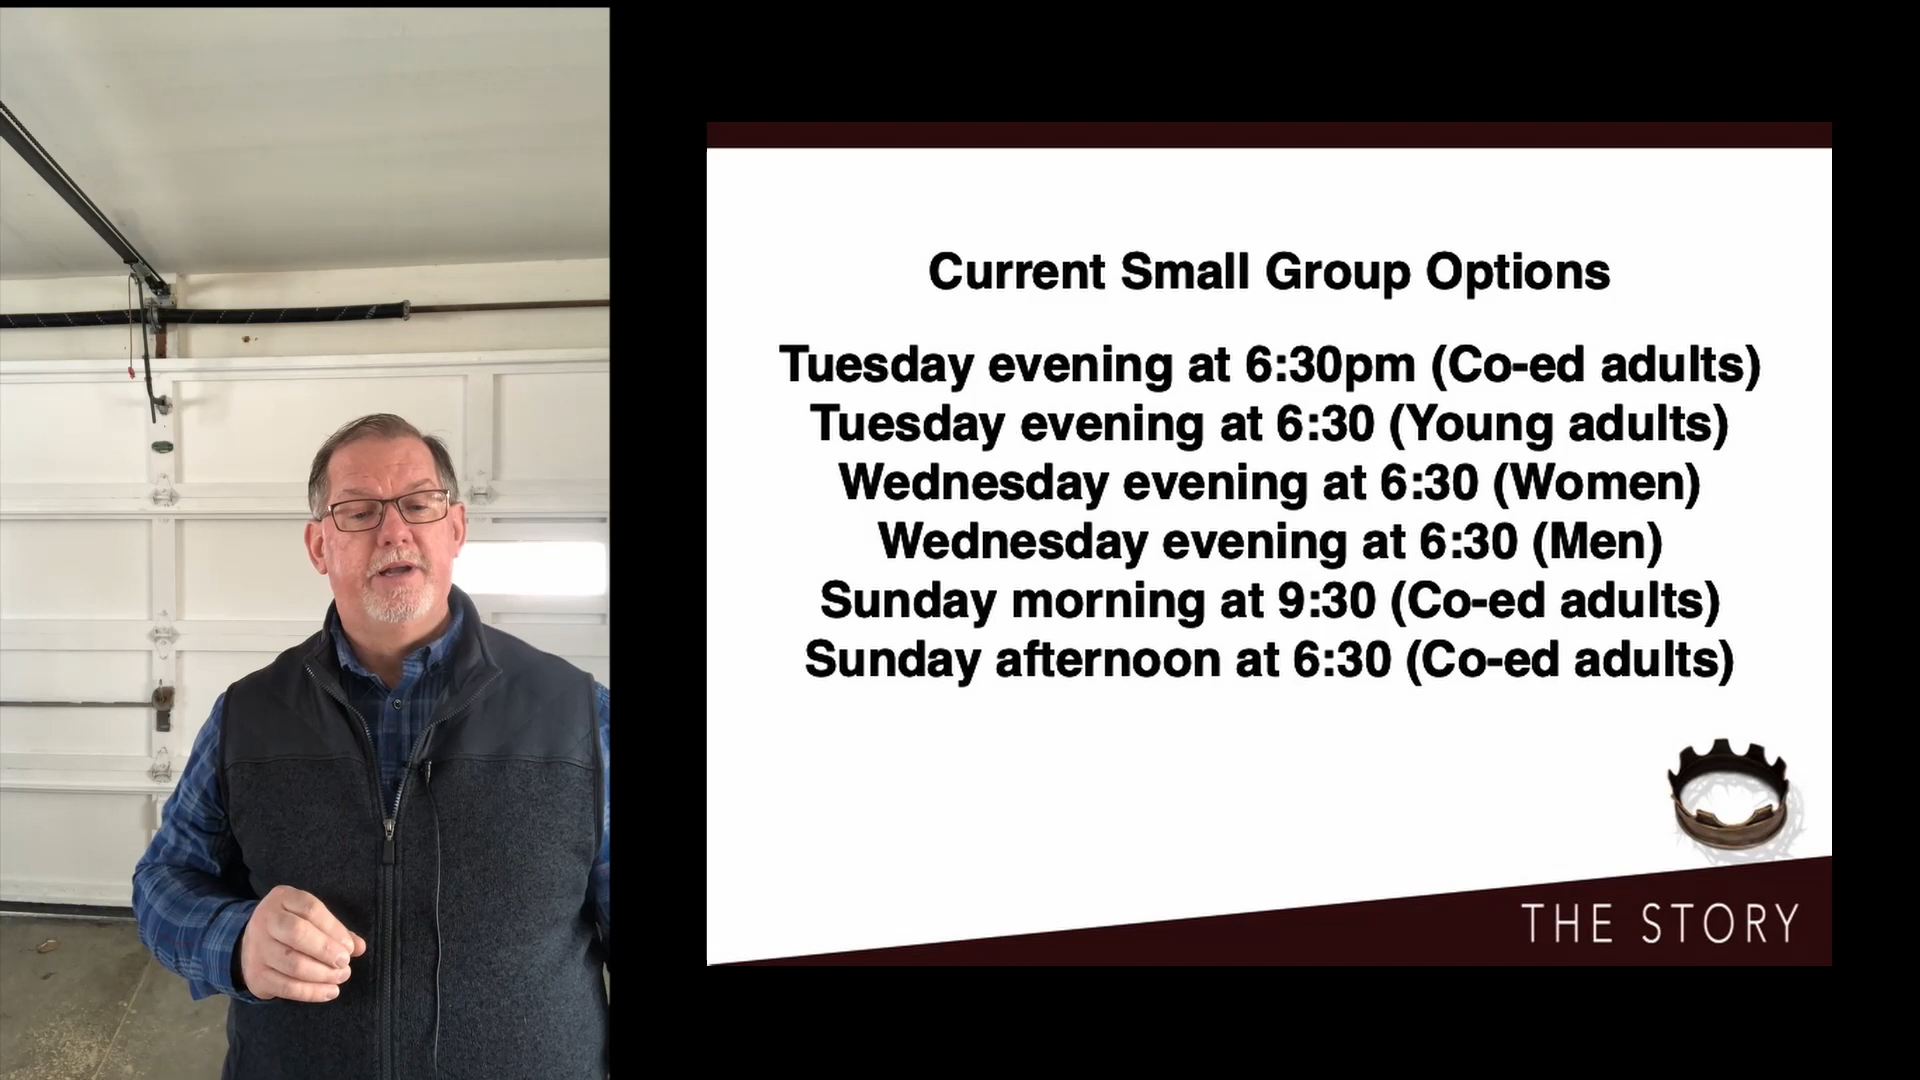 Current Small Group Options
Tuesday evening at 6:30pm (Co-ed adults)
Tuesday evening at 6:30 (Young adults)
Wednesday evening at 6:30 (Women)
Wednesday evening at 6:30 (Men)
Sunday morning at 9:30 (Co-ed adults)
Sunday afternoon at 6:30 (Co-ed adults)
THE STORY